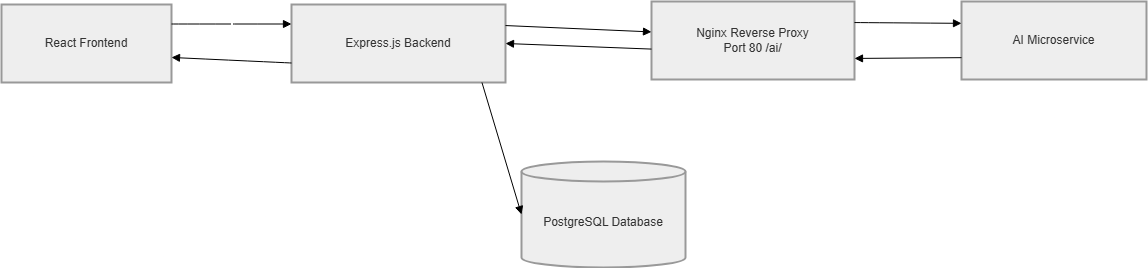 React Frontend
Express.js Backend
Nginx Reverse Proxy
Port 80 /ai/
AI Microservice
PostgreSQL Database